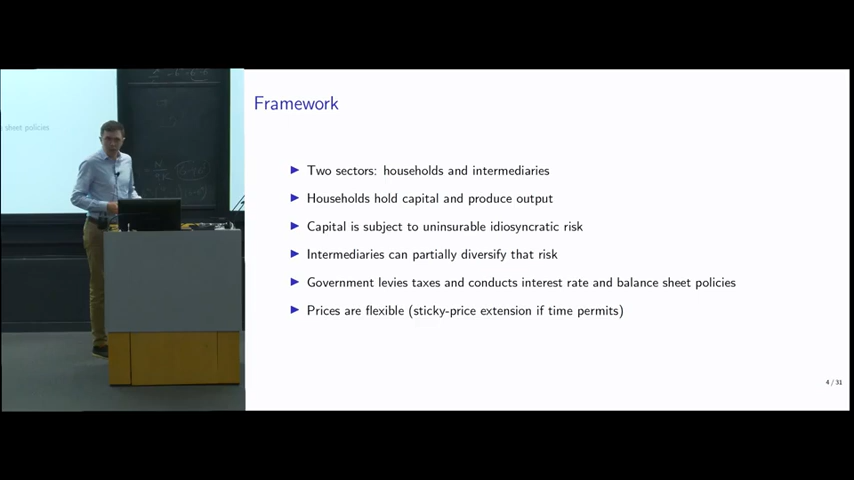 sheet policies
Framework
Two sectors: households and intermediaries
Households hold capital and produce output
Capital is subject to uninsurable idiosyncratic risk
Intermediaries can partially diversify that risk
Government levies taxes and conducts interest rate and balance sheet policies
Prices are flexible (sticky-price extension if time permits)
4 / 31